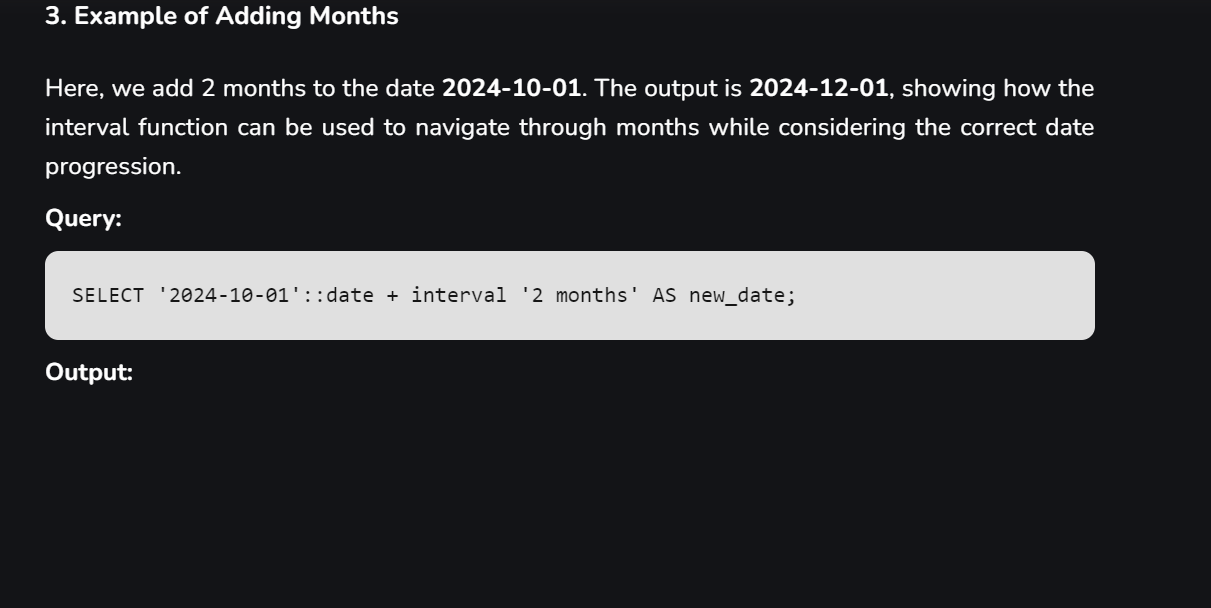 3. Example of Adding Months
Here, we add 2 months to the date 2024-10-01. The output is 2024-12-01, showing how the
interval function can be used to navigate through months while considering the correct date
progression.
Query:
SELECT '2024-10-01'::date + interval '2 months' AS new_date;
Output: